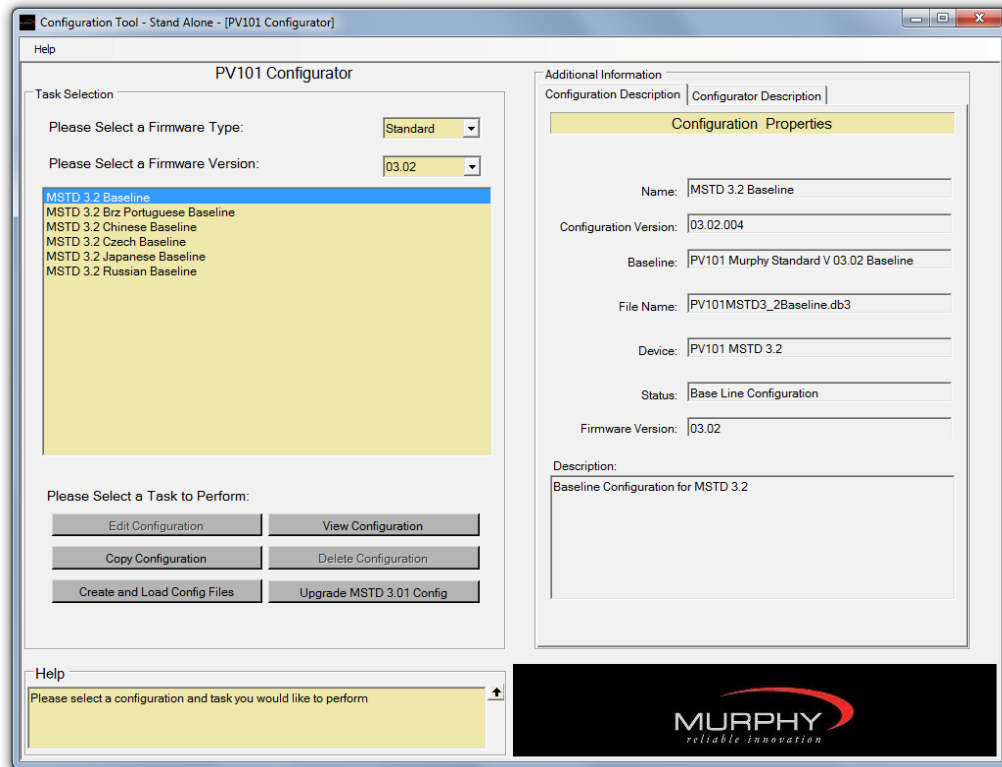 Configuration Tool - Stand Alone - [PV101 Configurator]
Help
PV101 Configurator
Task Selection
Please Select a Firmware Type:
Standard
Please Select a Firmware Version:
03.02
MSTD 3.2 Baseline
MSTD 3.2 Brz Portuguese Baseline
MSTD 3.2 Chinese Baseline
MSTD 3.2 Czech Baseline
MSTD 3.2 Japanese Baseline
MSTD 3.2 Russian Baseline
Please Select a Task to Perform:
Edit Configuration
View Configuration
Copy Configuration
Delete Configuration
Create and Load Config Files
Upgrade MSTD 3.01 Config
Help
Please select a configuration and task you would like to perform
Additional Information
Configuration Description
Configurator Description
Configuration Properties
Name: MSTD 3.2 Baseline
Configuration Version: 03.02.004
Baseline: PV101 Murphy Standard V 03.02 Baseline
File Name: PV101MSTD3_2Baseline.db3
Device: PV101 MSTD 3.2
Status: Base Line Configuration
Firmware Version: 03.02
Description:
Baseline Configuration for MSTD 3.2
MURPHY
reliable innovation